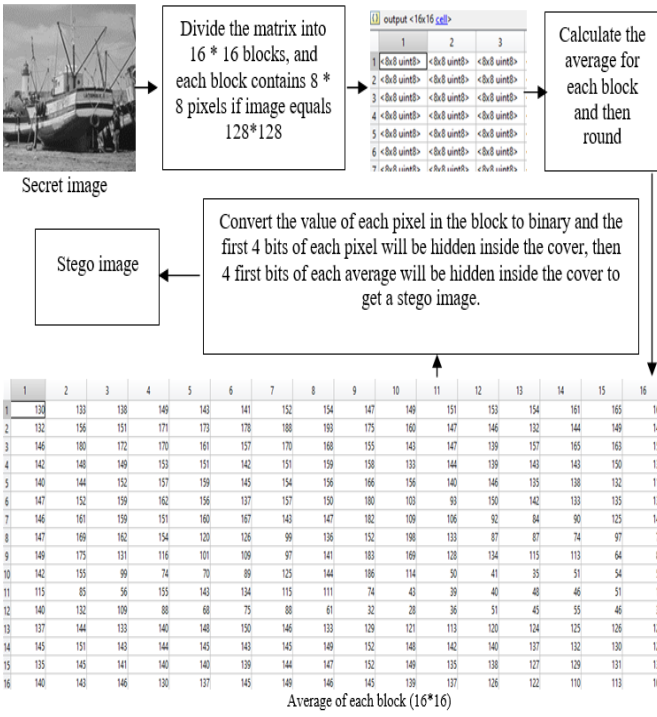 Divide the matrix into
16 * 16 blocks, and
each block contains 8 *
8 pixels if image equals
128*128
output <16x16 cell>
1 2 3
1 <8x8 uint8> <8x8 uint8> <8x8 uint8>
2 <8x8 uint8> <8x8 uint8> <8x8 uint8>
3 <8x8 uint8> <8x8 uint8> <8x8 uint8>
4 <8x8 uint8> <8x8 uint8> <8x8 uint8>
5 <8x8 uint8> <8x8 uint8> <8x8 uint8>
6 <8x8 uint8> <8x8 uint8> <8x8 uint8>
7 <8x8 uint8> <8x8 uint8> <8x8 uint8>
Calculate the
average for
each block
and then
round
Secret image
Convert the value of each pixel in the block to binary and the
first 4 bits of each pixel will be hidden inside the cover, then
4 first bits of each average will be hidden inside the cover to
get a stego image.
Stego image
1 2 3 4 5 6 7 8 9 10 11 12 13 14 15 16
1 130 133 138 149 143 141 152 154 147 149 151 153 154 161 165
2 132 156 151 171 173 178 188 193 175 160 147 146 132 144 149
3 146 180 172 170 161 157 170 168 155 143 147 139 157 165 163
4 142 148 149 153 151 142 151 159 158 133 144 139 143 143 150
5 140 144 152 157 159 145 154 156 166 156 140 146 135 138 132
6 147 152 159 162 156 137 157 150 180 103 93 150 142 133 135
7 146 161 159 151 160 167 143 147 182 109 106 92 84 90 125
8 147 169 162 154 120 126 99 136 152 198 133 87 87 74 97
9 149 175 131 116 101 109 97 141 183 169 128 134 115 113 64
10 142 155 99 74 70 89 125 144 186 114 50 41 35 51 54
11 115 85 56 155 143 134 115 111 74 43 39 40 48 46 51
12 140 132 109 88 68 75 88 61 32 28 36 51 45 55 46
13 137 144 133 140 148 150 146 133 129 121 113 120 124 125 126
14 145 151 143 144 145 143 145 149 152 148 142 140 137 132 130
15 135 145 141 140 140 139 144 147 152 149 135 138 127 129 131
16 140 143 146 130 137 145 149 146 145 139 137 126 122 110 113
Average of each block (16*16)